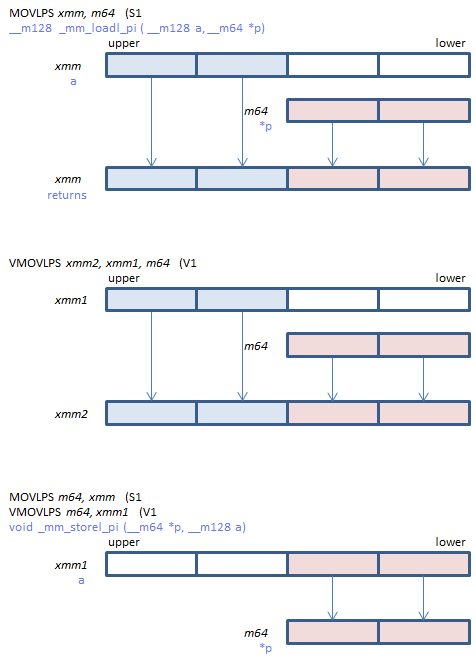 MOVLPS xmm, m64 (S1
__m128 _mm_loadl_pi ( __m128 a, __m64 *p)
upper lower
xmm
a
m64
*p
xmm
returns
VMOVLPS xmm2, xmm1, m64 (V1
upper lower
xmm1
m64
xmm2
MOVLPS m64, xmm (S1
VMOVLPS m64, xmm1 (V1
void _mm_storel_pi (__m64 *p, __m128 a)
upper lower
xmm1
a
m64
*p